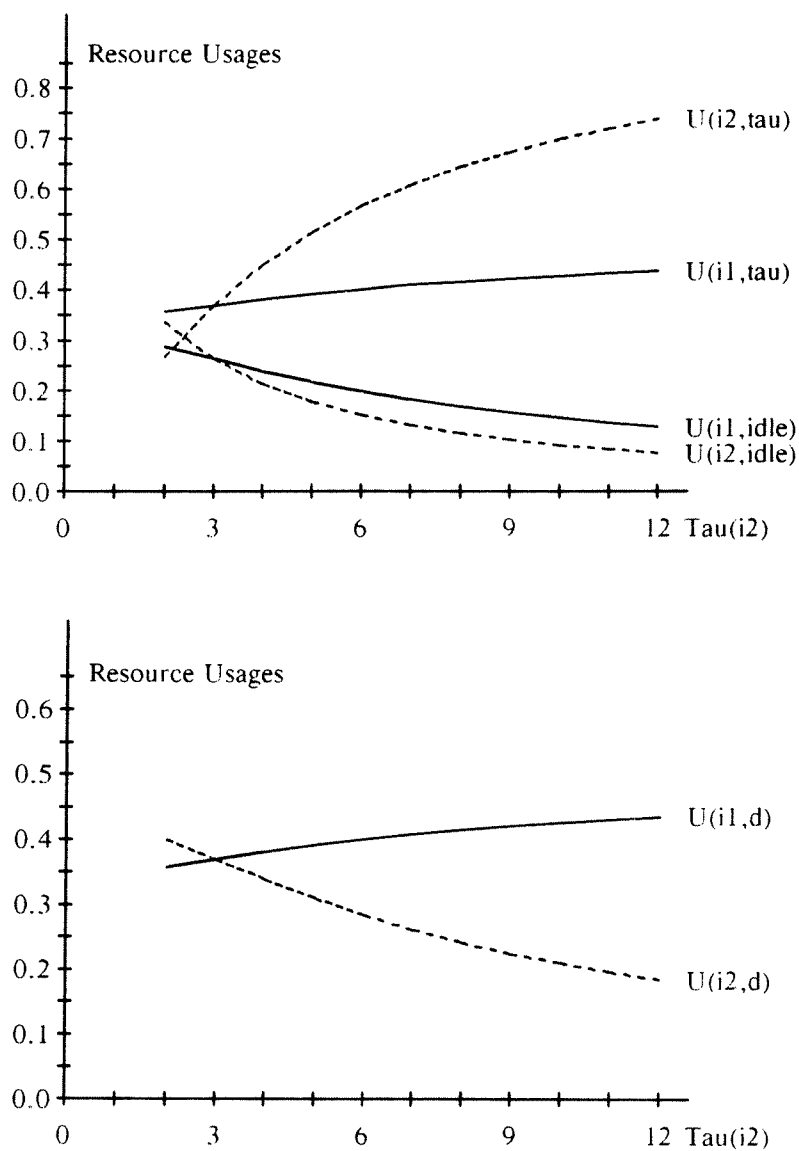 Resource Usages
0.8
U(i2,tau)
0.7
0.6
0.5
U(i1,tau)
0.4
0.3
0.2
U(i1,idle)
0.1
U(i2,idle)
0.0
0 3 6 9 12 Tau(i2)
Resource Usages
0.6
0.5
U(i1,d)
0.4
0.3
0.2
U(i2,d)
0.1
0.0
0 3 6 9 12 Tau(i2)